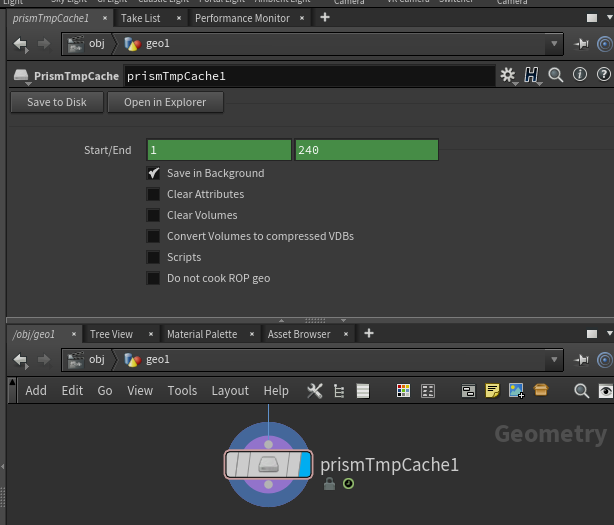 Light Sky Light GI Light Caustic Light Portal Light Ambient Light Camera VR Camera Switcher Camera
prismTmpCache1 × Take List × Performance Monitor × +
obj geo1
PrismTmpCache prismTmpCache1
Save to Disk Open in Explorer
Start/End 1 240
Save in Background
Clear Attributes
Clear Volumes
Convert Volumes to compressed VDBs
Scripts
Do not cook ROP geo
/obj/geo1 × Tree View × Material Palette × Asset Browser × +
obj geo1
Add Edit Go View Tools Layout Help
Geometry
prismTmpCache1